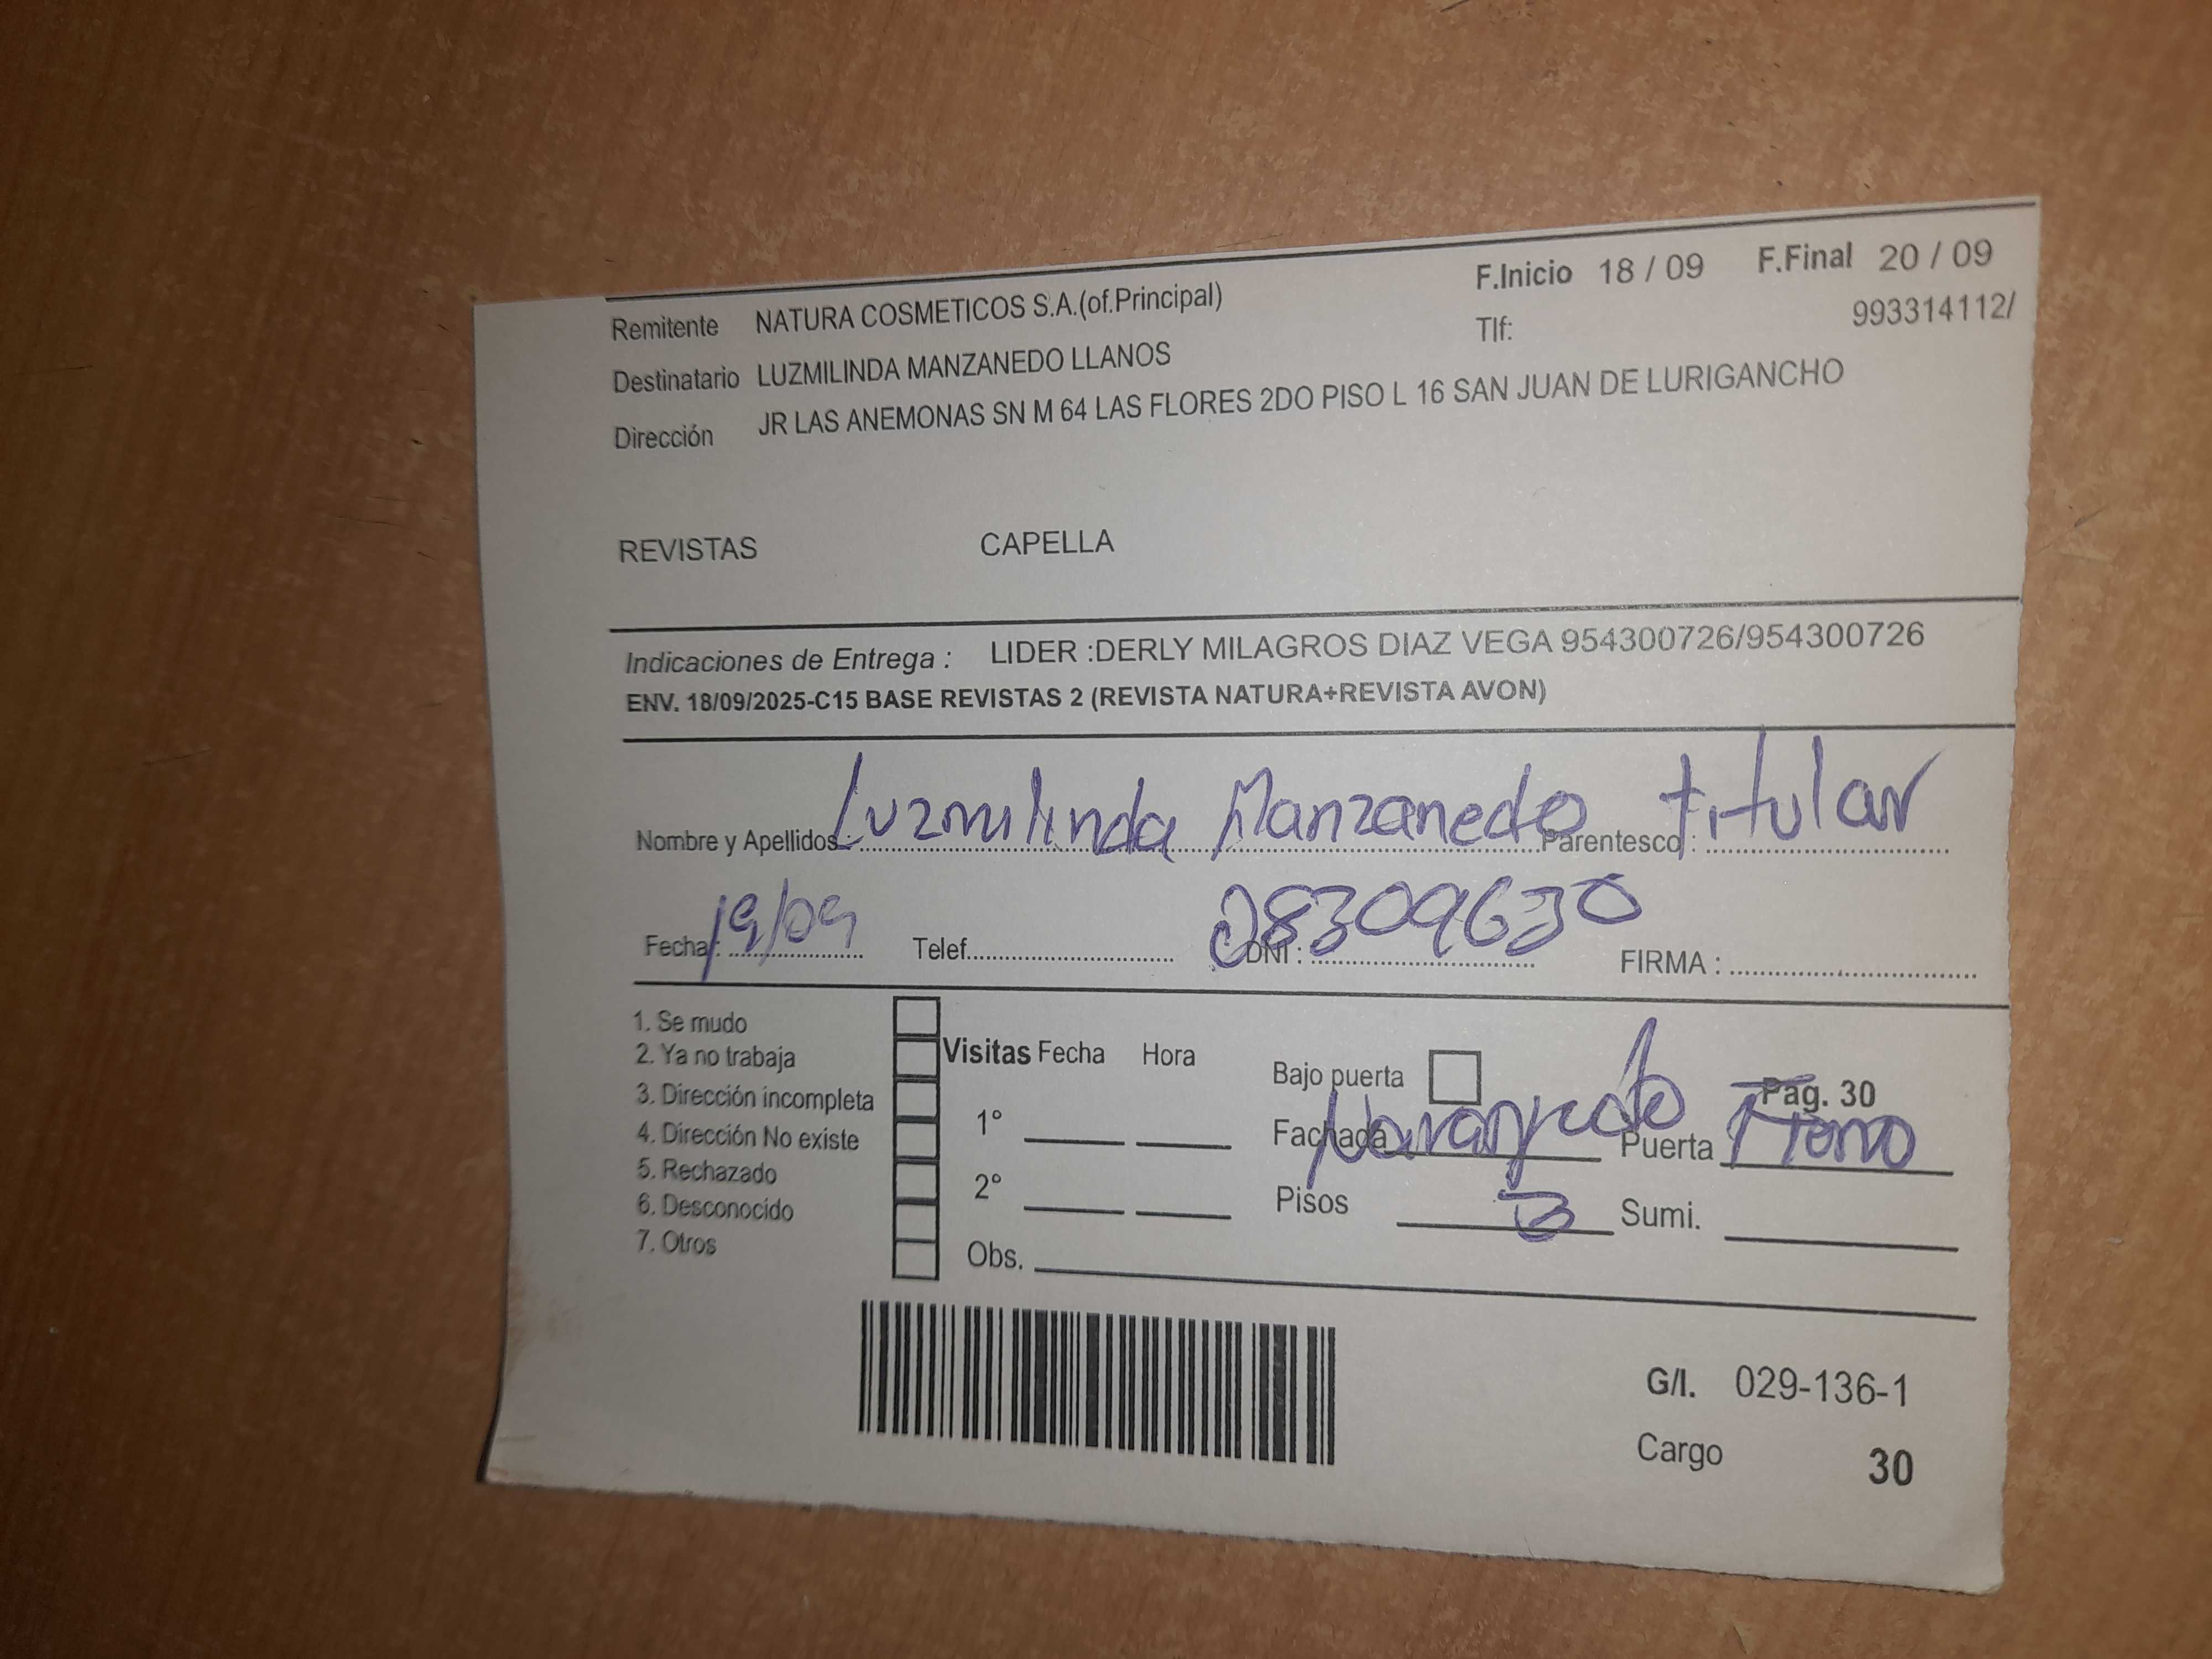 F.Inicio 18 / 09 F.Final 20 / 09
Remitente NATURA COSMETICOS S.A.(of.Principal) Tlf: 993314112/
Destinatario LUZMILINDA MANZANEDO LLANOS
Dirección JR LAS ANEMONAS SN M 64 LAS FLORES 2DO PISO L 16 SAN JUAN DE LURIGANCHO
REVISTAS CAPELLA
Indicaciones de Entrega : LIDER :DERLY MILAGROS DIAZ VEGA 954300726/954300726
ENV. 18/09/2025-C15 BASE REVISTAS 2 (REVISTA NATURA+REVISTA AVON)
Nombre y Apellidos : Luzmilinda Manzanedo Parentesco : titular
Fecha : 19/09 Telef. DNI : 08309630 FIRMA :
1. Se mudo
2. Ya no trabaja Visitas Fecha Hora Bajo puerta Pag. 30
3. Dirección incompleta
4. Dirección No existe 1° Fachada Puerta
5. Rechazado
6. Desconocido 2° Pisos 3 Sumi.
7. Otros Obs.
G/I. 029-136-1
Cargo 30